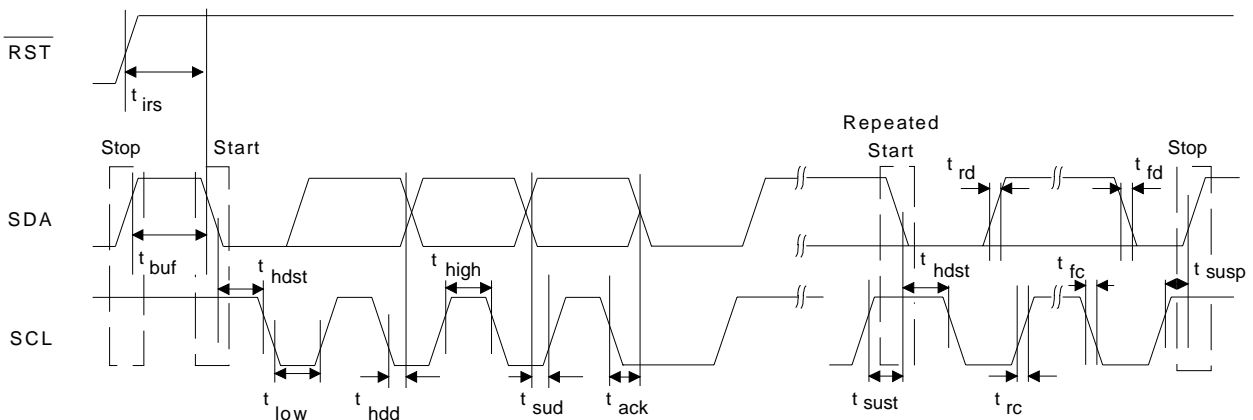 RST
t irs
Repeated
Stop Start Start Stop
t rd t fd
SDA
t buf t hdst t high t hdst t fc t susp
SCL
t low t hdd t sud t ack t sust t rc